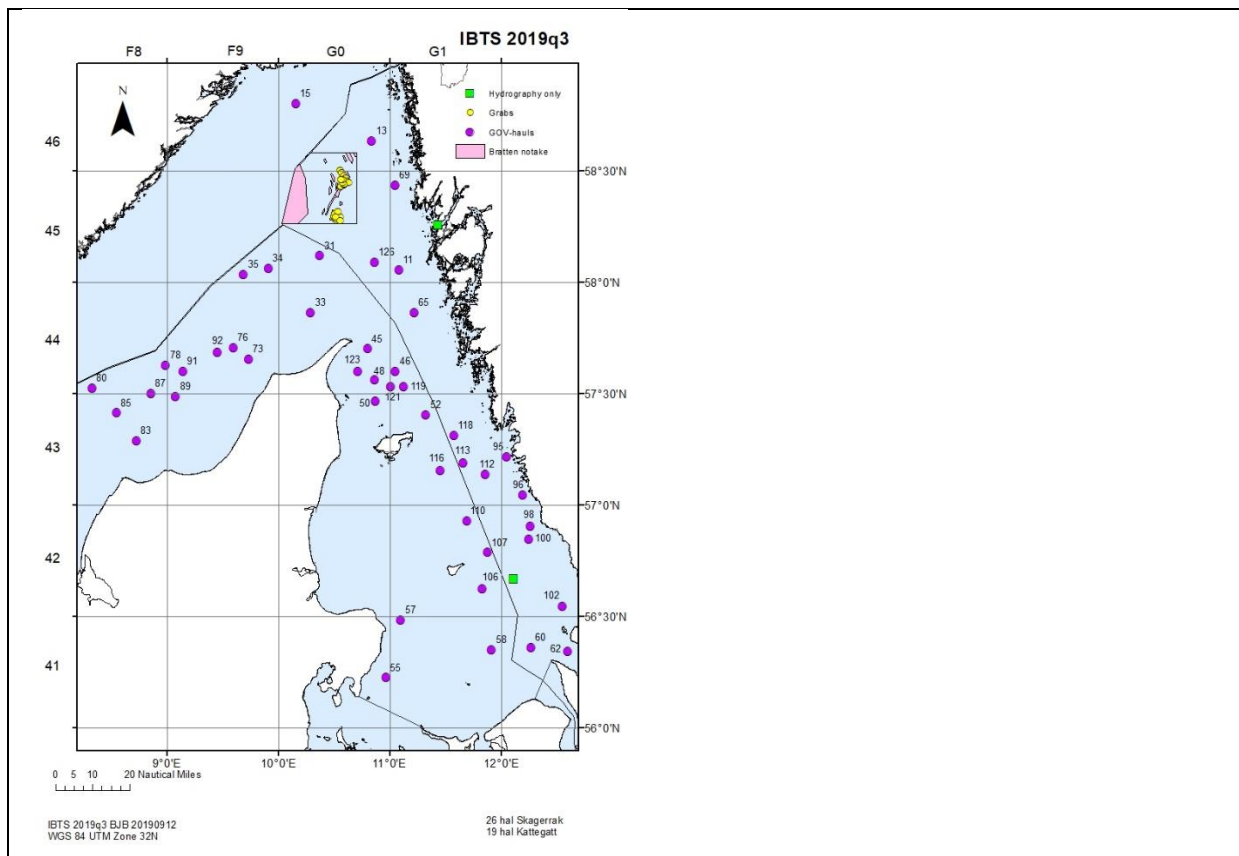 IBTS 2019q3
F8 F9 G0 G1
N
Hydrography only
Grabs
GOV-hauls
Bratten notake
15
13
46
58°30'N
69
45
31
126
11
35
34
58°0'N
33
65
44
92
76
73
45
123
48
46
78
91
80
87
89
119
121
57°30'N
50
52
85
83
118
43
116
113
112
95
96
57°0'N
110
98
100
107
42
106
102
57
56°30'N
58
60
62
41
55
56°0'N
9°0'E 10°0'E 11°0'E 12°0'E
0 5 10 20 Nautical Miles
IBTS 2019q3 BJB 20190912
WGS 84 UTM Zone 32N
26 hal Skagerrak
19 hal Kattegatt